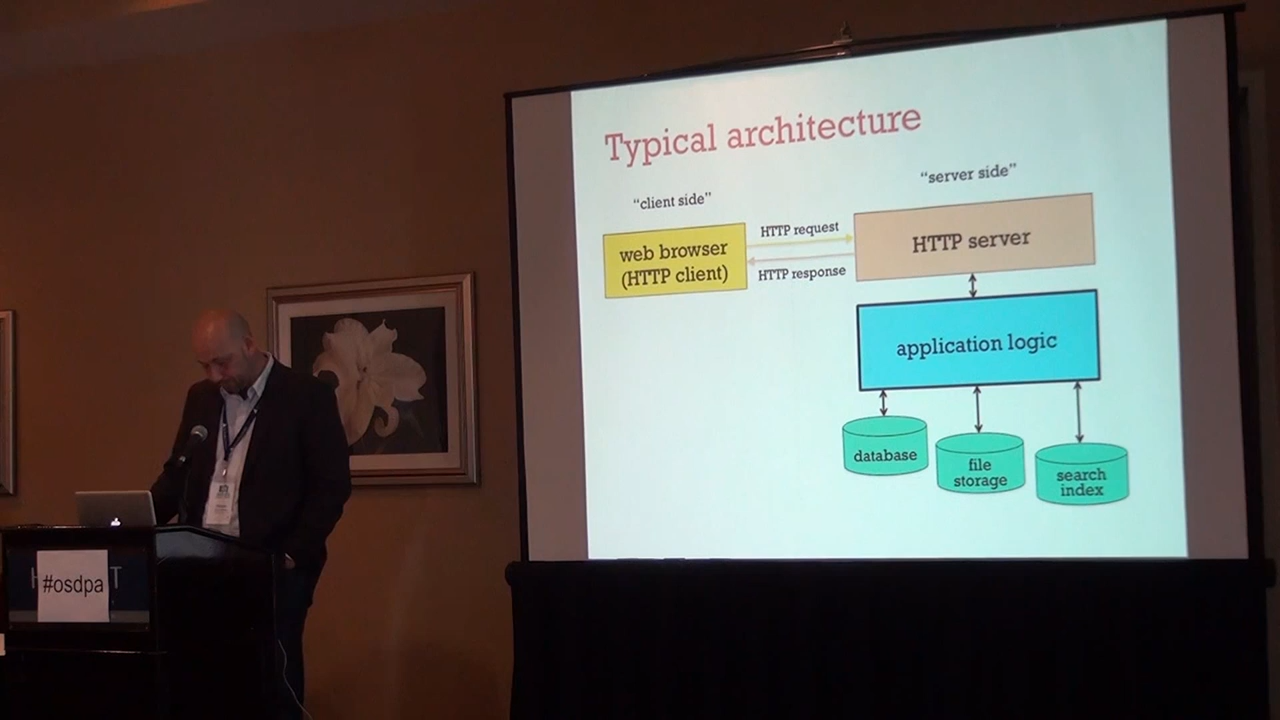 Typical architecture
“client side”
“server side”
web browser
(HTTP client)
HTTP request
HTTP response
HTTP server
application logic
database
file
storage
search
index
#osdpa